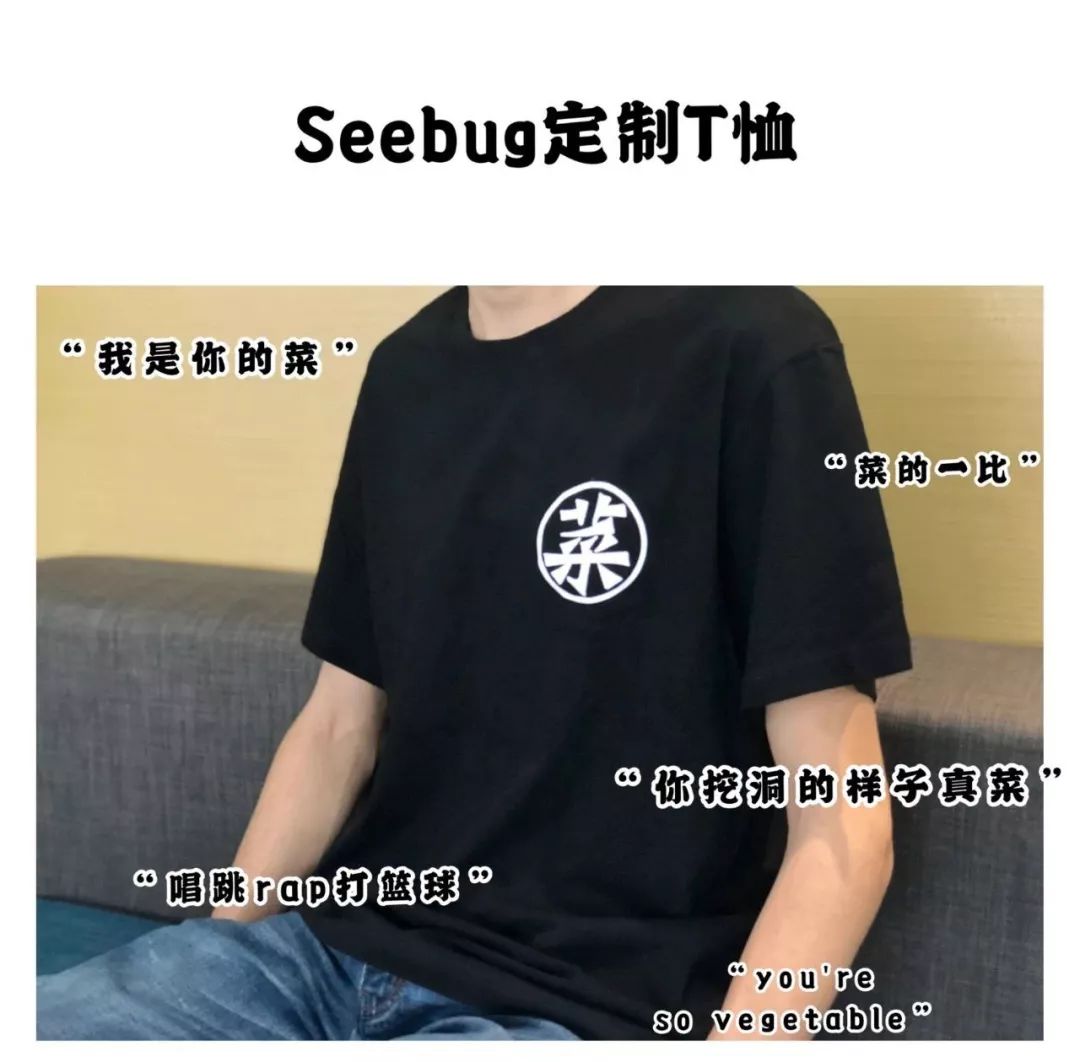 Seebug定制T恤
“我是你的菜”
“菜的一比”
菜
“你挖洞的样子真菜”
“唱跳rap打篮球”
“you're
so vegetable”